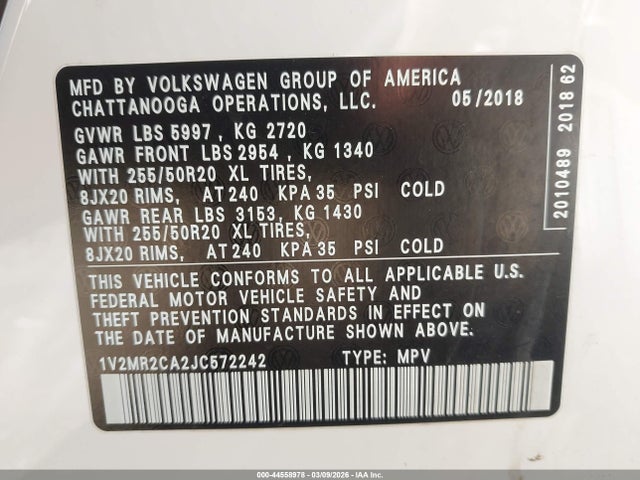 MFD BY VOLKSWAGEN GROUP OF AMERICA
CHATTANOOGA OPERATIONS, LLC. 05/2018
GVWR LBS 5997, KG 2720
GAWR FRONT LBS 2954, KG 1340
WITH 255/50R20 XL TIRES,
8JX20 RIMS, AT 240 KPA 35 PSI COLD
GAWR REAR LBS 3153, KG 1430
WITH 255/50R20 XL TIRES,
8JX20 RIMS, AT 240 KPA 35 PSI COLD
THIS VEHICLE CONFORMS TO ALL APPLICABLE U.S.
FEDERAL MOTOR VEHICLE SAFETY AND
THEFT PREVENTION STANDARDS IN EFFECT ON
THE DATE OF MANUFACTURE SHOWN ABOVE.
1V2MR2CA2JC572242 TYPE: MPV
2010489 2018 62
000-44558978 - 03/09/2026 - IAA Inc.